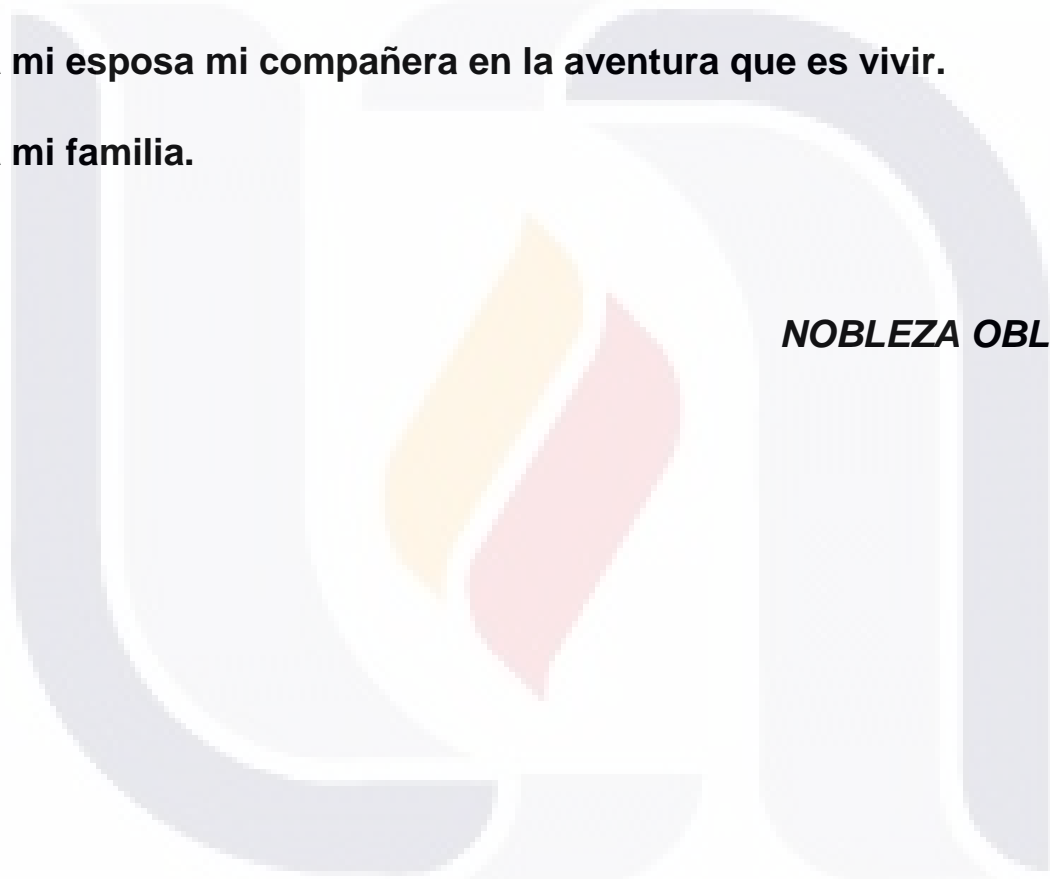 mi esposa mi compañera en la aventura que es vivir.
mi familia.
NOBLEZA OBL